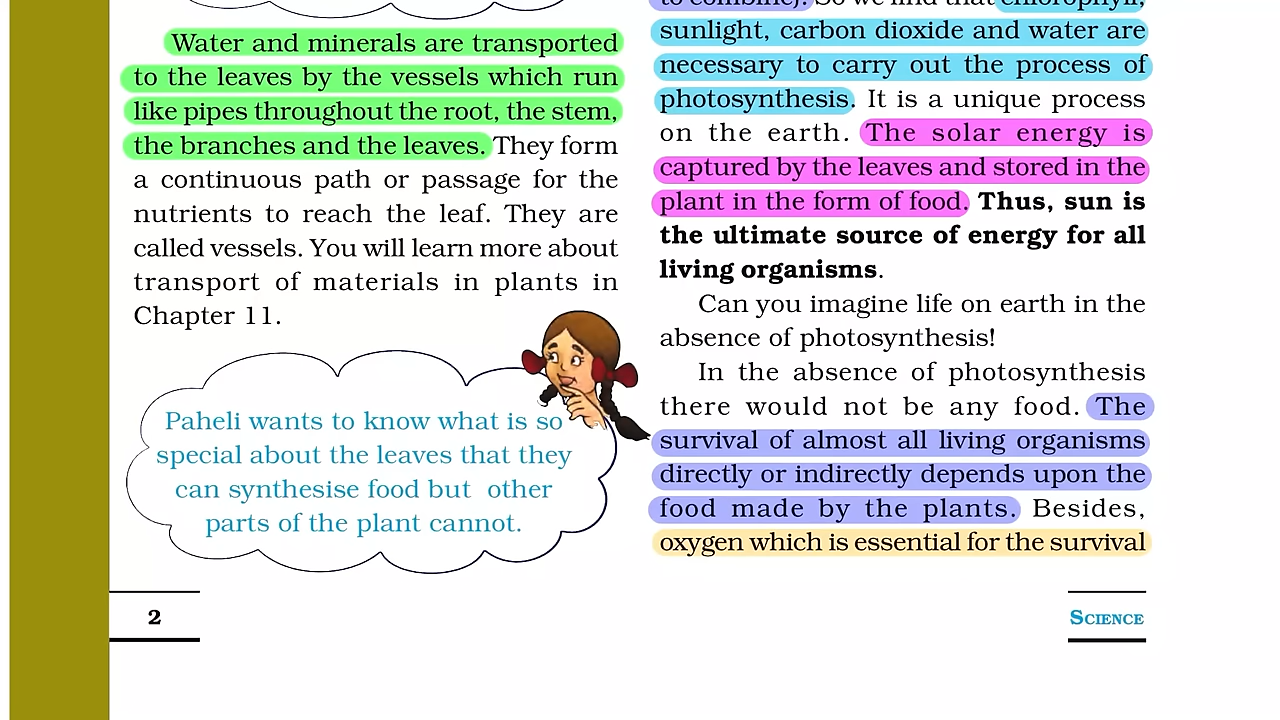 Water and minerals are transported
to the leaves by the vessels which run
like pipes throughout the root, the stem,
the branches and the leaves. They form
a continuous path or passage for the
nutrients to reach the leaf. They are
called vessels. You will learn more about
transport of materials in plants in
Chapter 11.
Paheli wants to know what is so
special about the leaves that they
can synthesise food but other
parts of the plant cannot.
to combine). So we find that chlorophyll,
sunlight, carbon dioxide and water are
necessary to carry out the process of
photosynthesis. It is a unique process
on the earth. The solar energy is
captured by the leaves and stored in the
plant in the form of food. Thus, sun is
the ultimate source of energy for all
living organisms.
Can you imagine life on earth in the
absence of photosynthesis!
In the absence of photosynthesis
there would not be any food. The
survival of almost all living organisms
directly or indirectly depends upon the
food made by the plants. Besides,
oxygen which is essential for the survival
2
SCIENCE